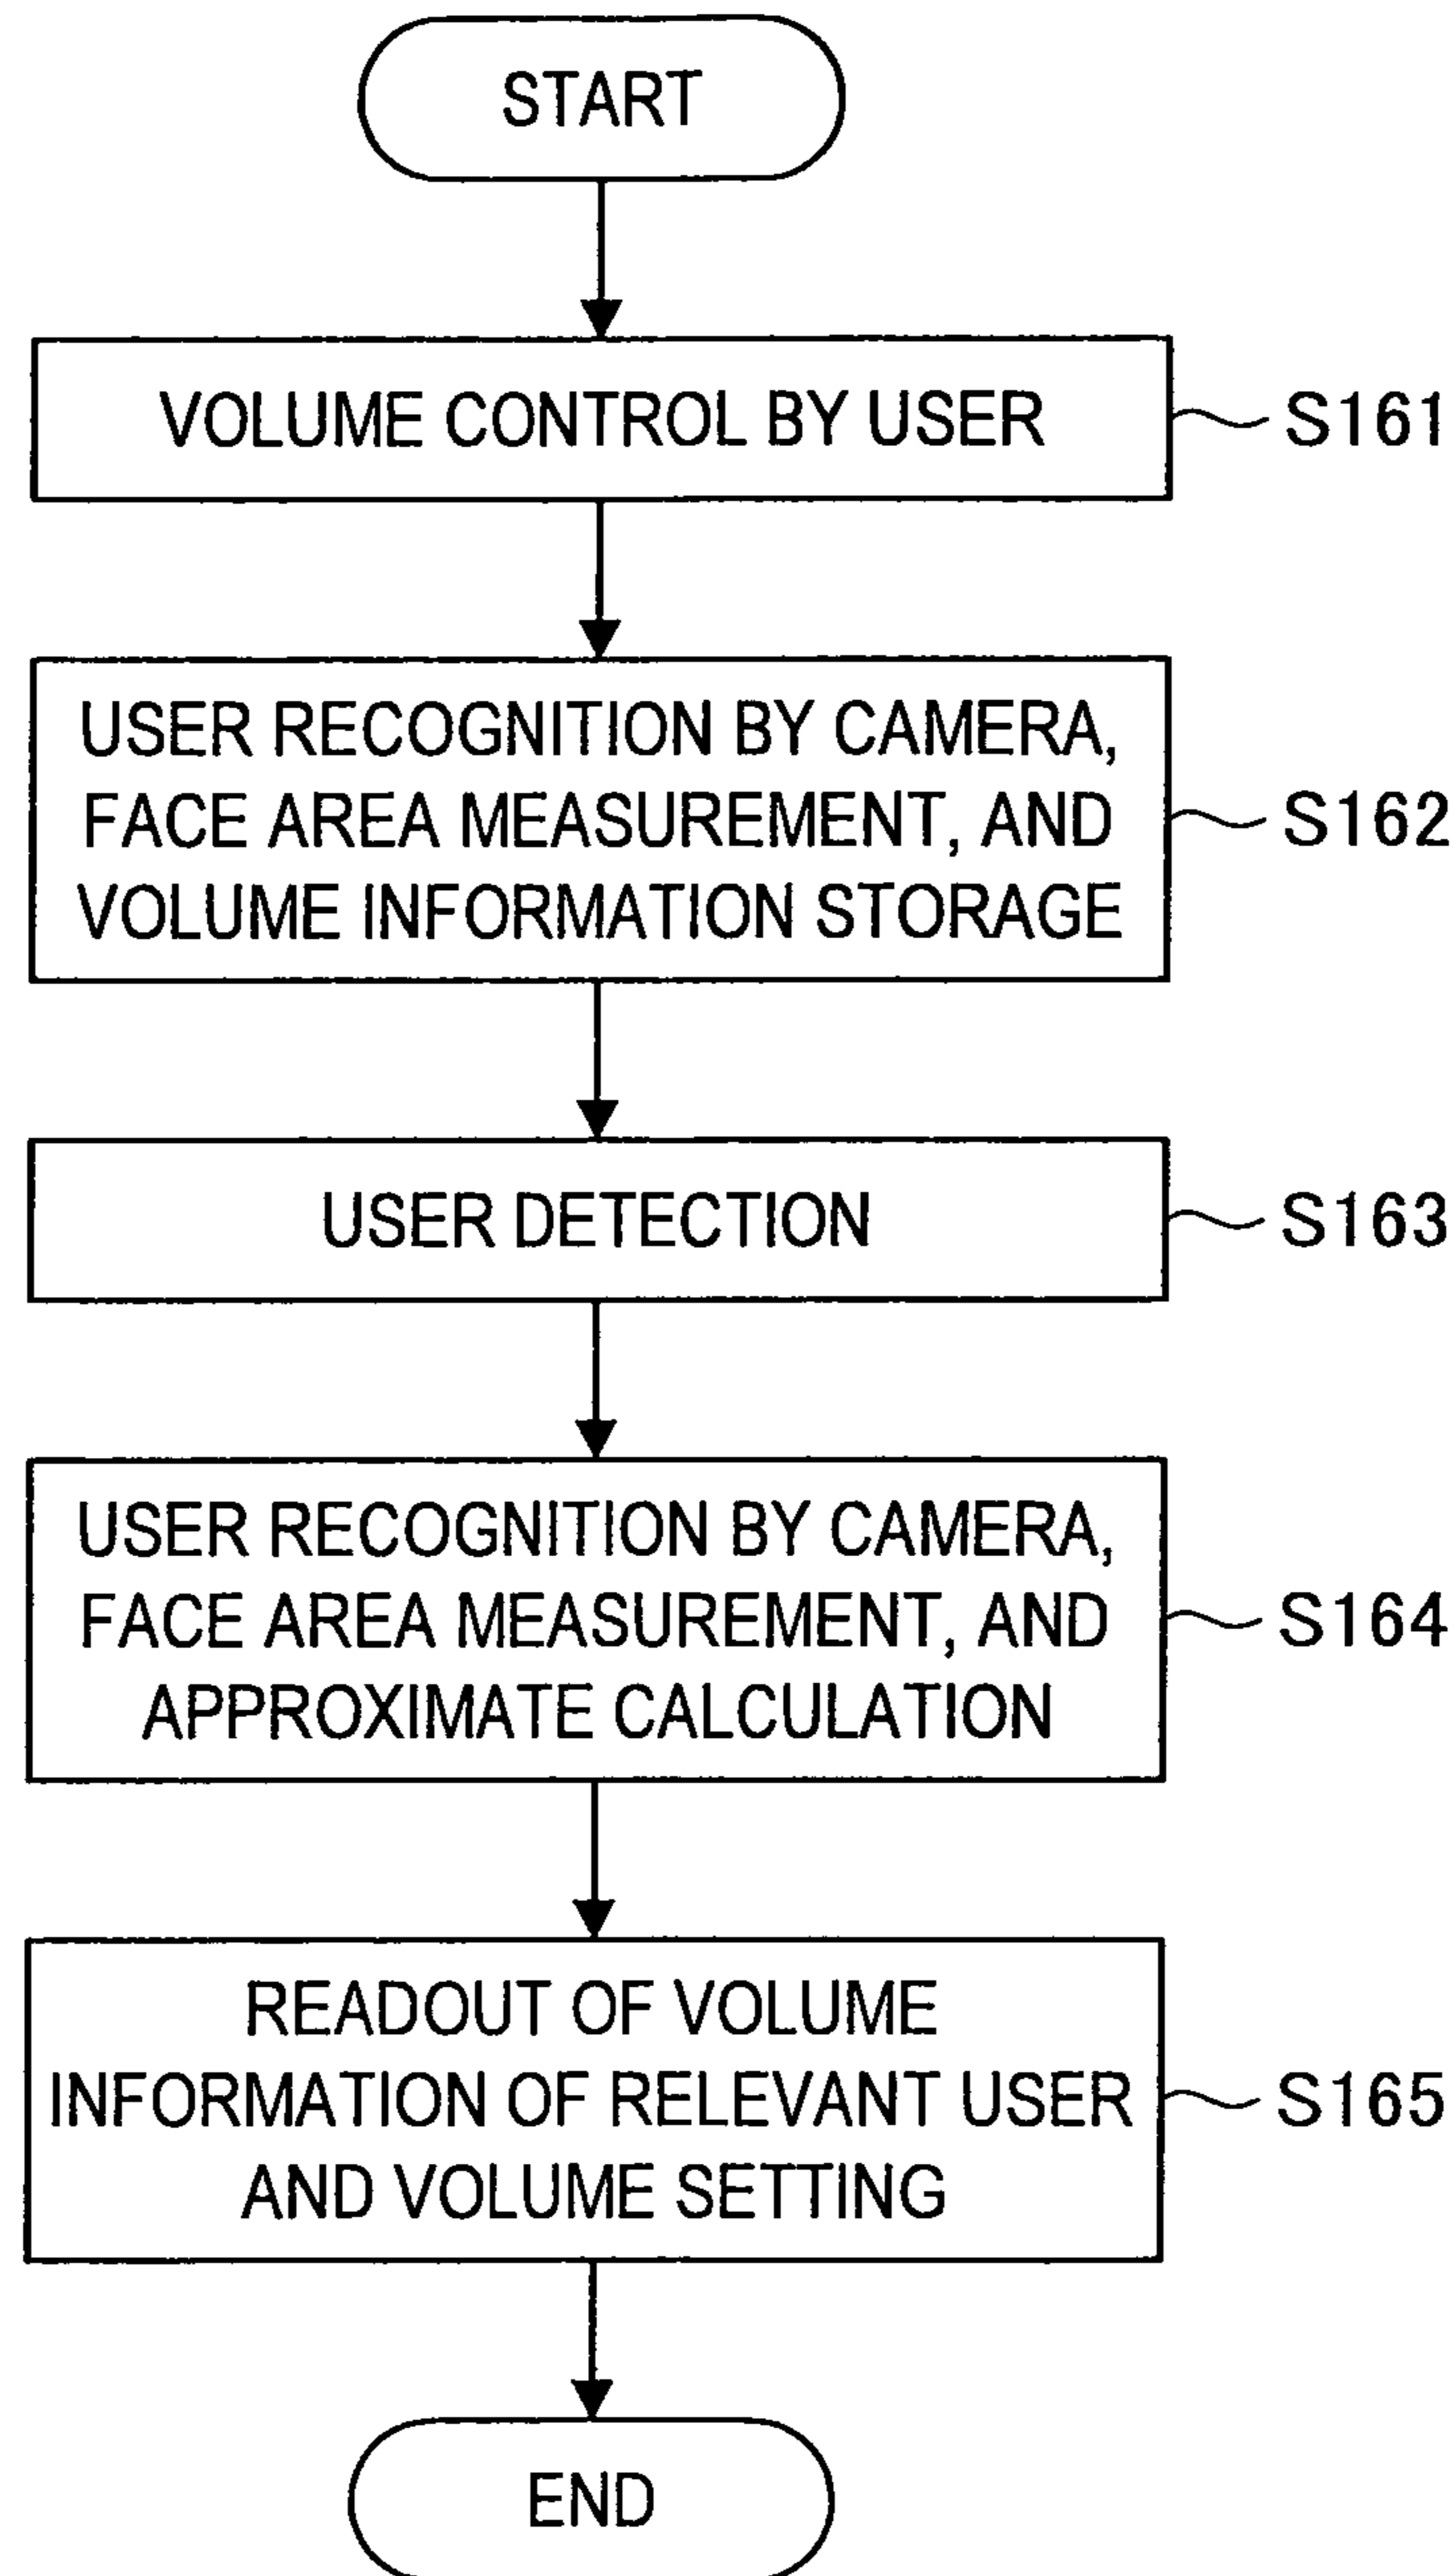 START
VOLUME CONTROL BY USER
S161
USER RECOGNITION BY CAMERA,
FACE AREA MEASUREMENT, AND
VOLUME INFORMATION STORAGE
S162
USER DETECTION
S163
USER RECOGNITION BY CAMERA,
FACE AREA MEASUREMENT, AND
APPROXIMATE CALCULATION
S164
READOUT OF VOLUME
INFORMATION OF RELEVANT USER
AND VOLUME SETTING
S165
END